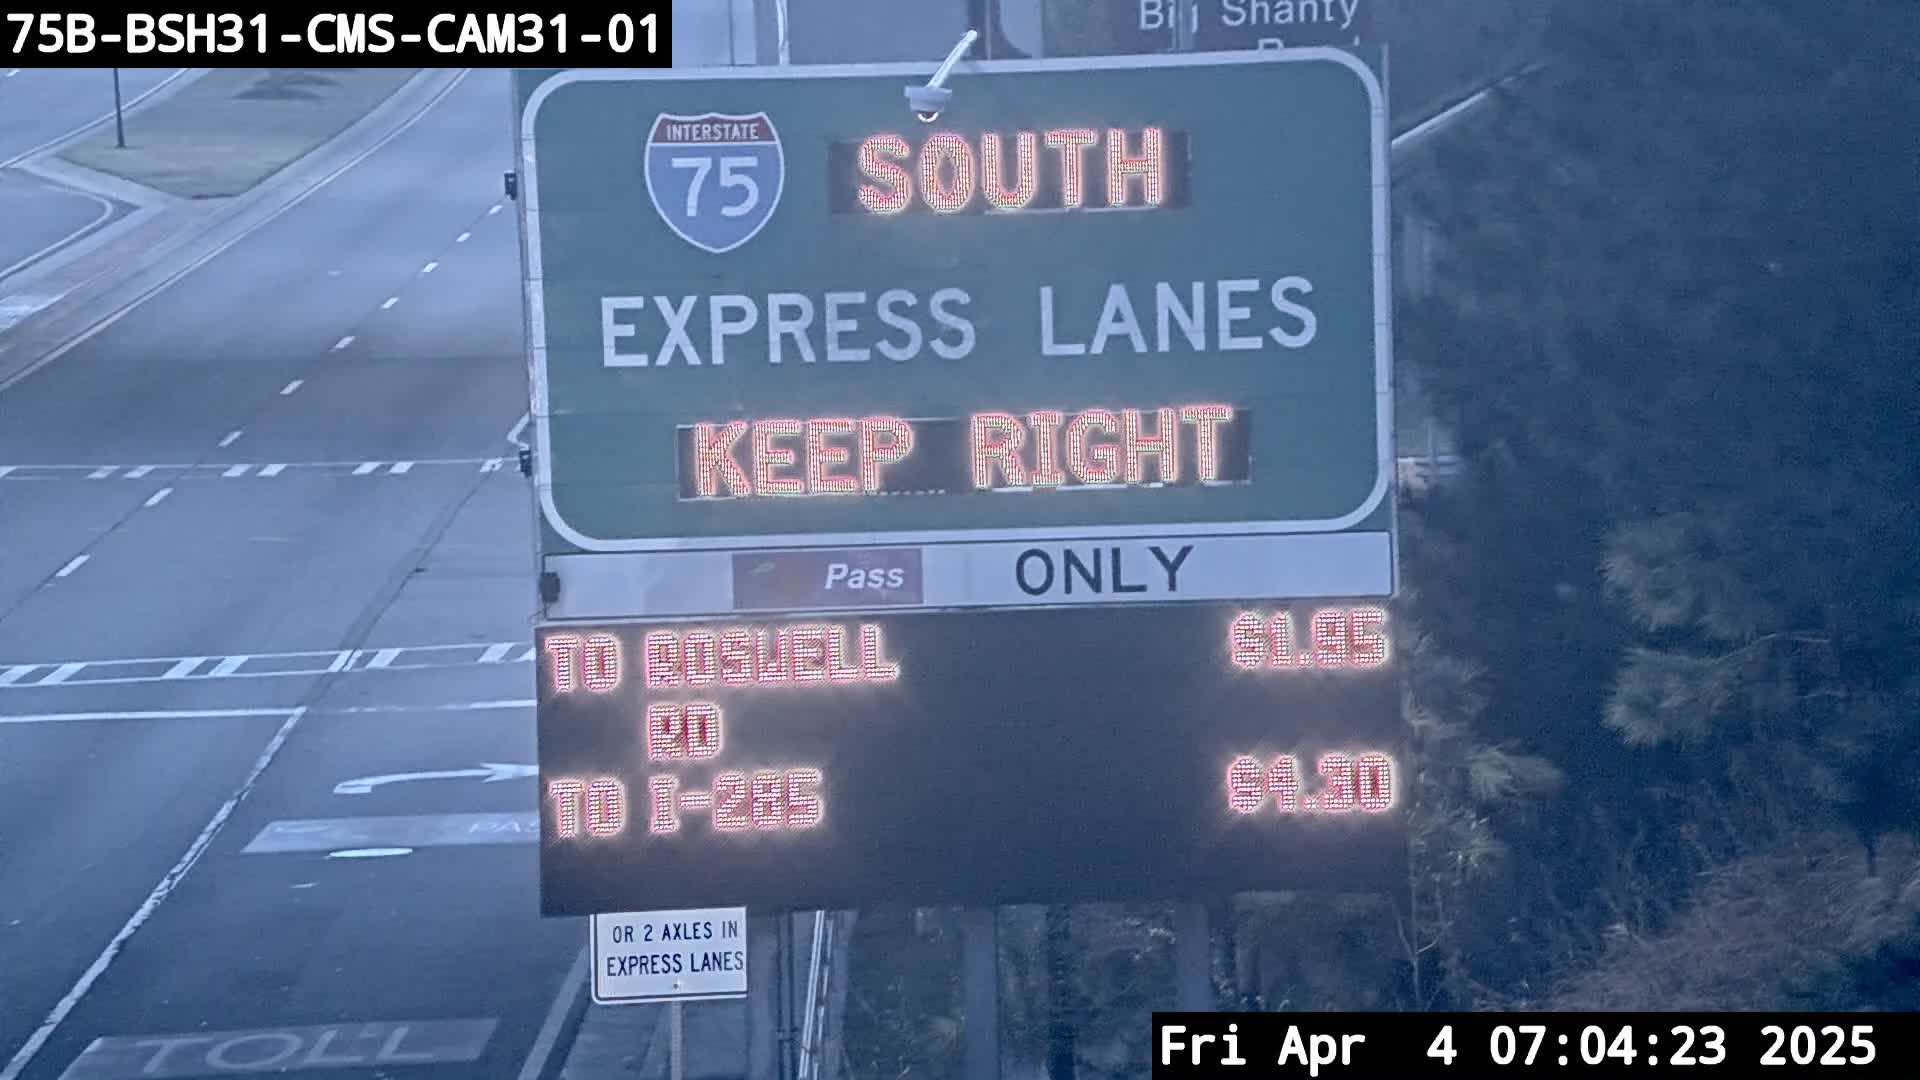 75B-BSH31-CMS-CAM31-01
Big Shanty
INTERSTATE
75
SOUTH
EXPRESS LANES
KEEP RIGHT
Pass ONLY
TO ROSWELL $1.95
RD
TO I-285 $4.30
OR 2 AXLES IN
EXPRESS LANES
TOLL
Fri Apr 4 07:04:23 2025